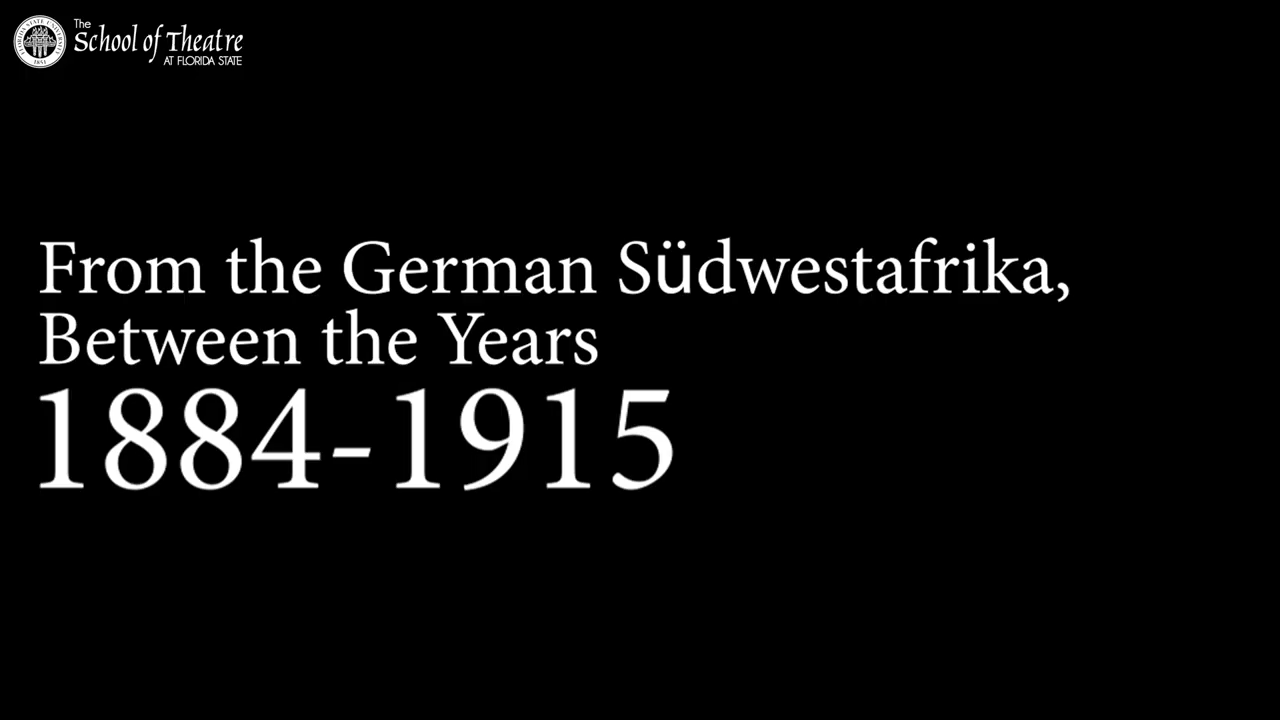 The
School of Theatre
AT FLORIDA STATE
From the German Südwestafrika,
Between the Years
1884-1915